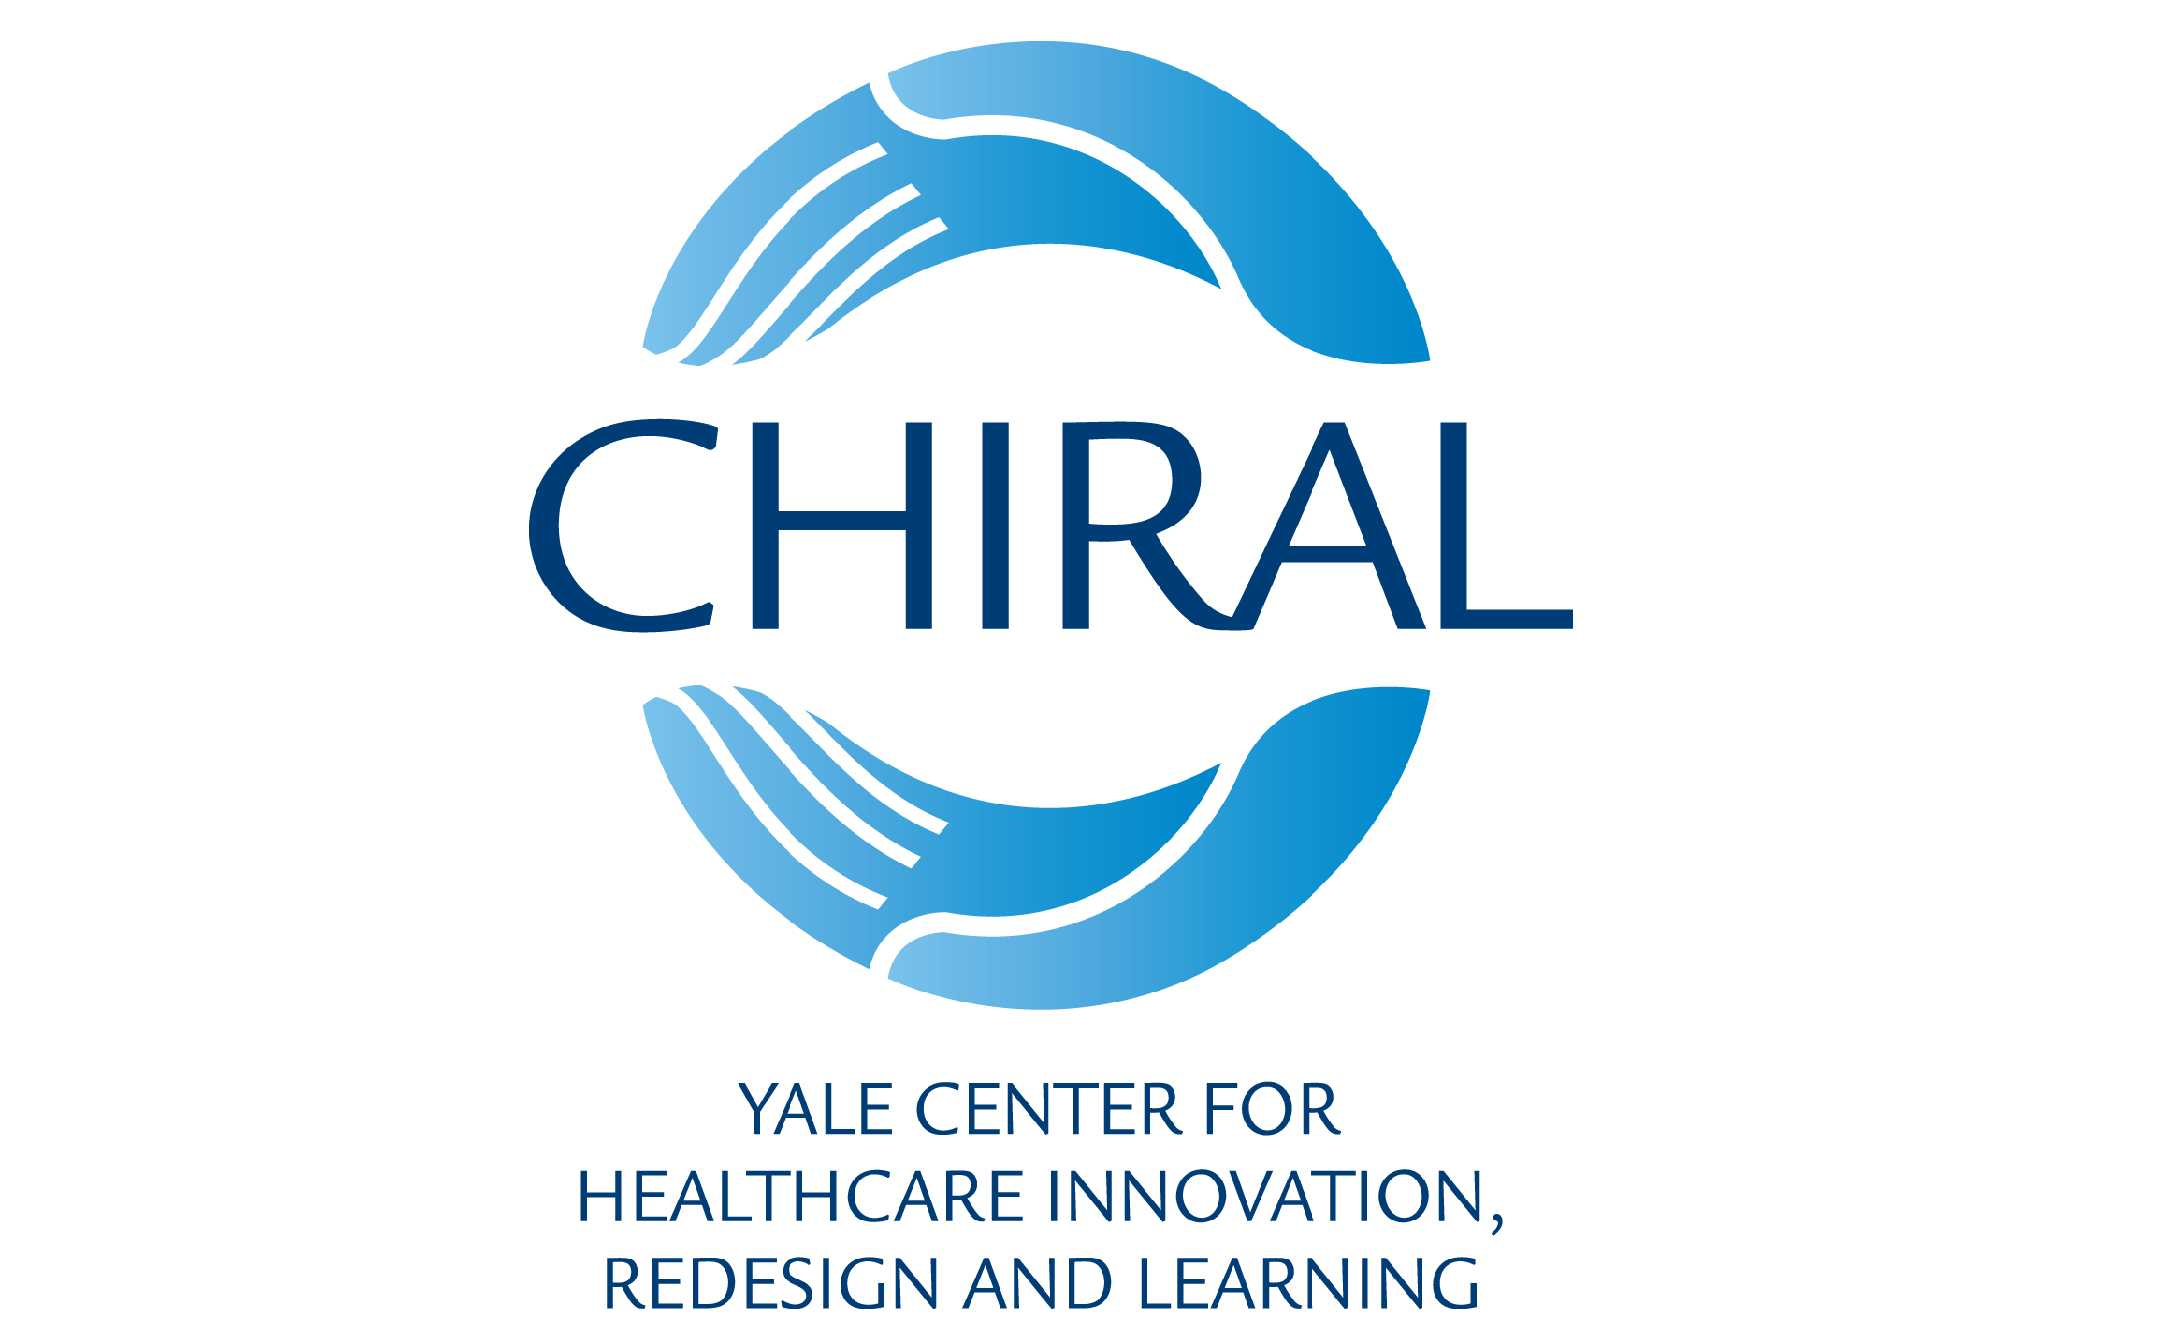 CHIRAL
YALE CENTER FOR
HEALTHCARE INNOVATION,
REDESIGN AND LEARNING